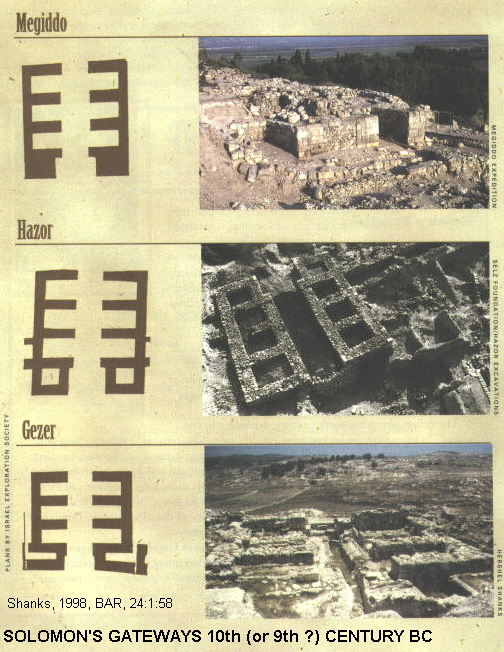 Megiddo
MEGIDDO EXPEDITION
Hazor
SELZ FOUNDATION/HAZOR EXCAVATIONS
Gezer
PLANS BY ISRAEL EXPLORATION SOCIETY
HERSHEL SHANKS
Shanks, 1998, BAR, 24:1:58
SOLOMON'S GATEWAYS 10th (or 9th ?) CENTURY BC